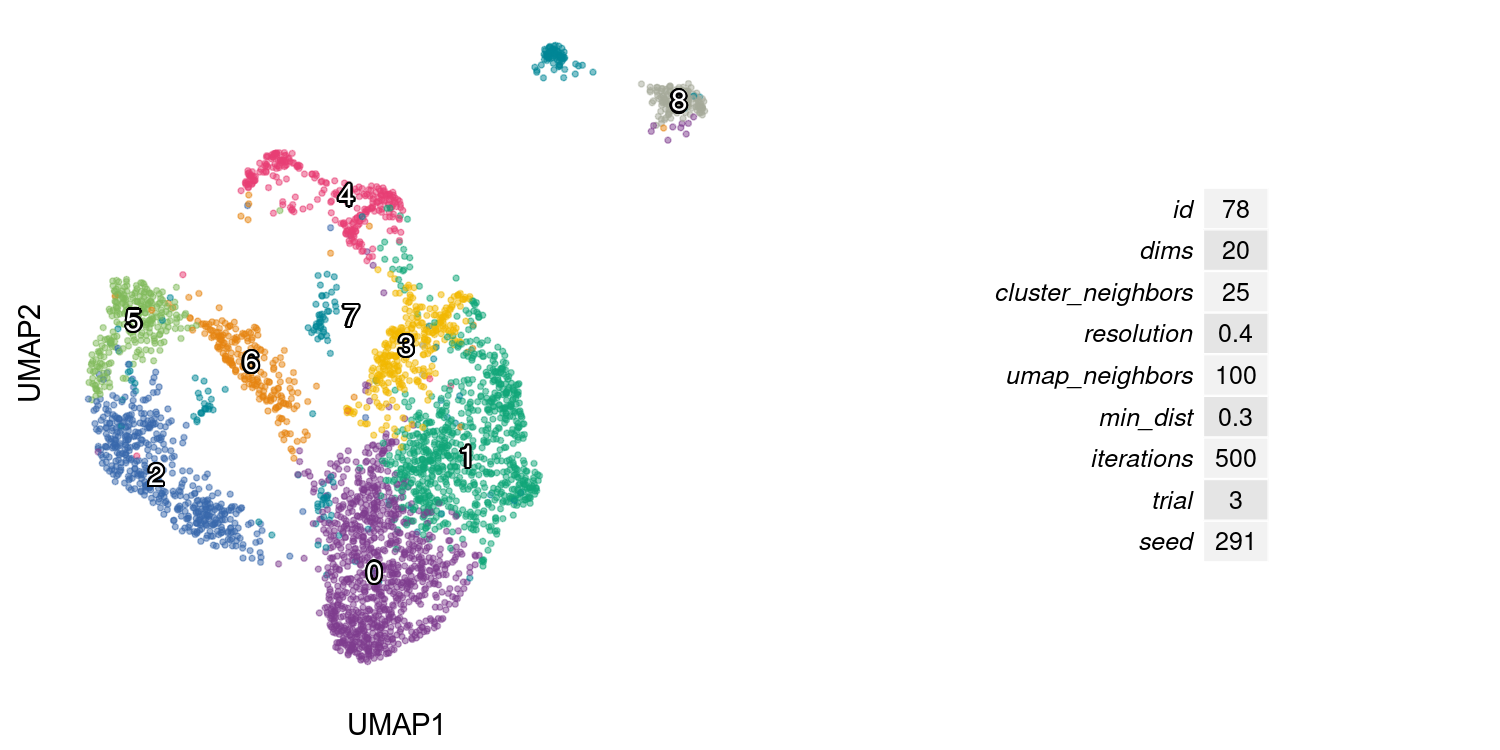 8
4
5
7
3
6
1
2
0
UMAP2
UMAP1
id 78
dims 20
cluster_neighbors 25
resolution 0.4
umap_neighbors 100
min_dist 0.3
iterations 500
trial 3
seed 291